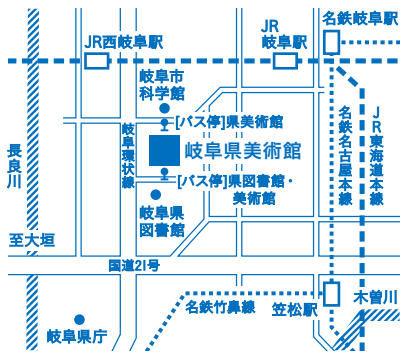 名鉄岐阜駅
JR
岐阜駅
JR西岐阜駅
岐阜市
科学館
[バス停]県美術館
岐阜県美術館
[バス停]県図書館・
美術館
岐阜県
図書館
岐阜環状線
名鉄名古屋本線
JR東海道本線
長良川
至大垣
国道21号
名鉄竹鼻線
笠松駅
木曽川
岐阜県庁